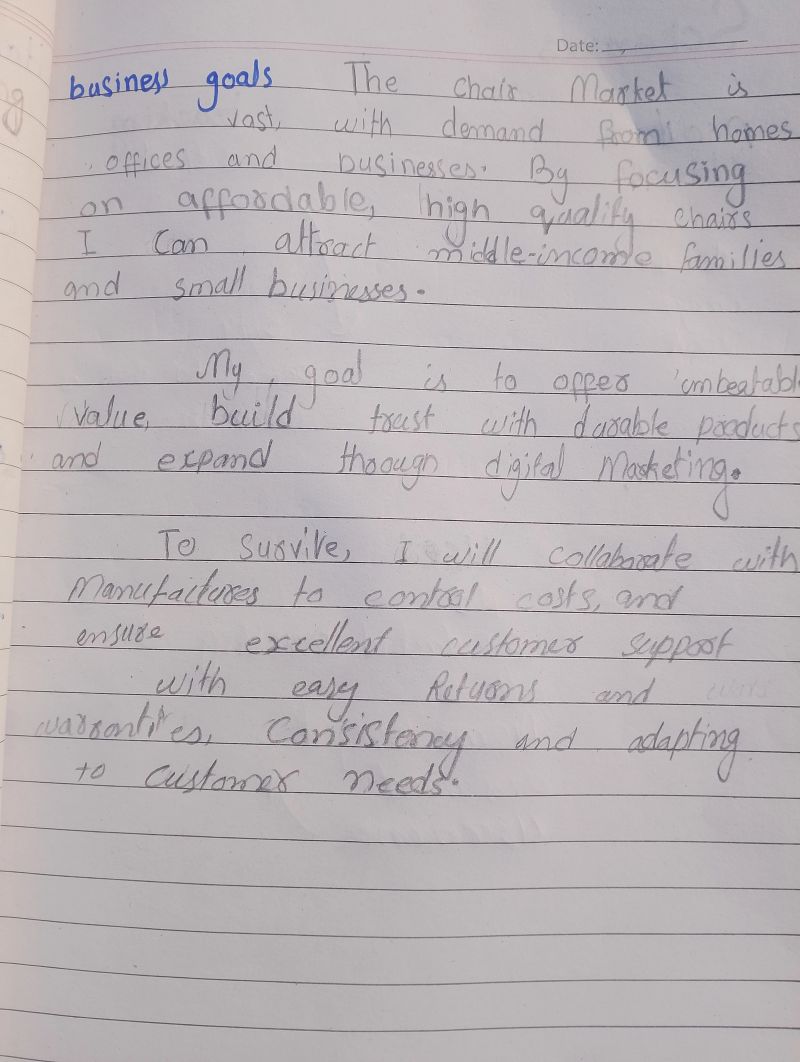 Date:
business goals The chair Market is
vast, with demand from homes
offices and businesses. By focusing
on affordable, high quality chairs
I Can attract middle-income families
and small businesses.
My goal is to offer unbeatabl
value, build trust with durable products
and expand through digital Marketing.
To Survive, I will collaborate with
Manufactures to control costs, and
ensure excellent customer support
with easy Returns and
warrantites, Consistency and adapting
to customer needs.